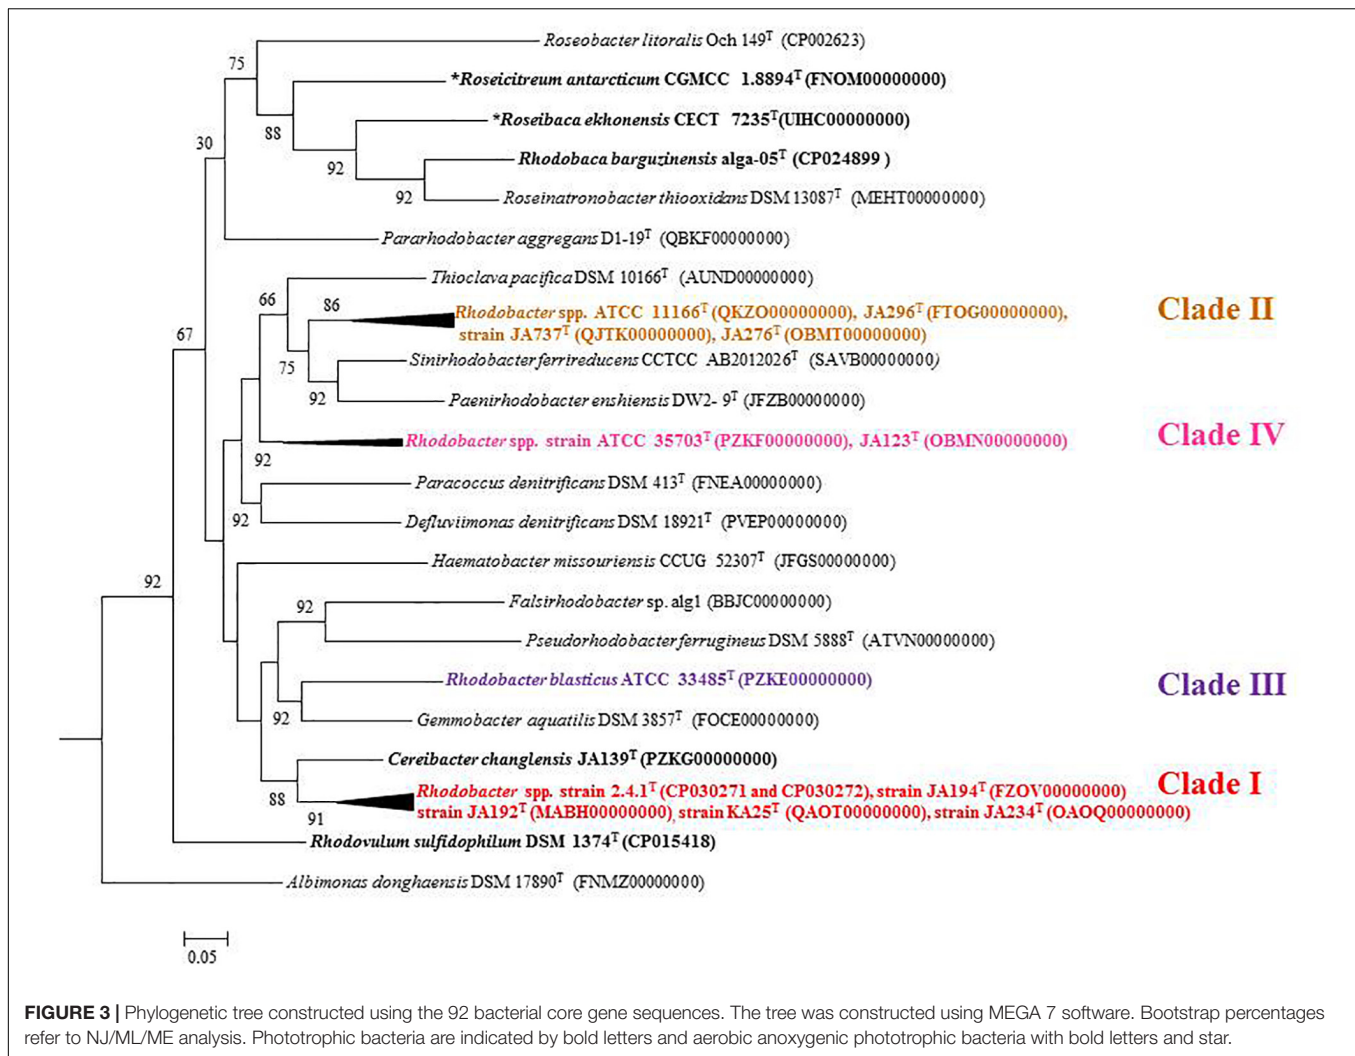 Roseobacter litoralis Och 149ᵀ (CP002623)
75
*Roseicitreum antarcticum CGMCC 1.8894ᵀ (FNOM00000000)
88
*Roseibaca ekhonensis CECT 7235ᵀ(UIHC00000000)
30
92
Rhodobaca barguzinensis alga-05ᵀ (CP024899 )
92
Roseinatronobacter thiooxidans DSM 13087ᵀ (MEHT00000000)
Pararhodobacter aggregans D1-19ᵀ (QBKF00000000)
Thioclava pacifica DSM 10166ᵀ (AUND00000000)
66
86
Rhodobacter spp. ATCC 11166ᵀ (QKZO00000000), JA296ᵀ (FTOG00000000),
strain JA737ᵀ (QJTK00000000), JA276ᵀ (OBMT00000000)
Clade II
67
75
Sinirhodobacter ferrireducens CCTCC AB2012026ᵀ (SAVB00000000)
92
Paenirhodobacter enshiensis DW2- 9ᵀ (JFZB00000000)
Rhodobacter spp. strain ATCC 35703ᵀ (PZKF00000000), JA123ᵀ (OBMN00000000)
Clade IV
92
Paracoccus denitrificans DSM 413ᵀ (FNEA00000000)
92
Defluviimonas denitrificans DSM 18921ᵀ (PVEP00000000)
Haematobacter missouriensis CCUG 52307ᵀ (JFGS00000000)
92
92
Falsirhodobacter sp. alg1 (BBJC00000000)
Pseudorhodobacter ferrugineus DSM 5888ᵀ (ATVN00000000)
Rhodobacter blasticus ATCC 33485ᵀ (PZKE00000000)
Clade III
92
Gemmobacter aquatilis DSM 3857ᵀ (FOCE00000000)
Cereibacter changlensis JA139ᵀ (PZKG00000000)
88
Rhodobacter spp. strain 2.4.1ᵀ (CP030271 and CP030272), strain JA194ᵀ (FZOV00000000)
strain JA192ᵀ (MABH00000000), strain KA25ᵀ (QAOT00000000), strain JA234ᵀ (OAOQ00000000)
Clade I
91
Rhodovulum sulfidophilum DSM 1374ᵀ (CP015418)
Albimonas donghaensis DSM 17890ᵀ (FNMZ00000000)
0.05
FIGURE 3 | Phylogenetic tree constructed using the 92 bacterial core gene sequences. The tree was constructed using MEGA 7 software. Bootstrap percentages
refer to NJ/ML/ME analysis. Phototrophic bacteria are indicated by bold letters and aerobic anoxygenic phototrophic bacteria with bold letters and star.